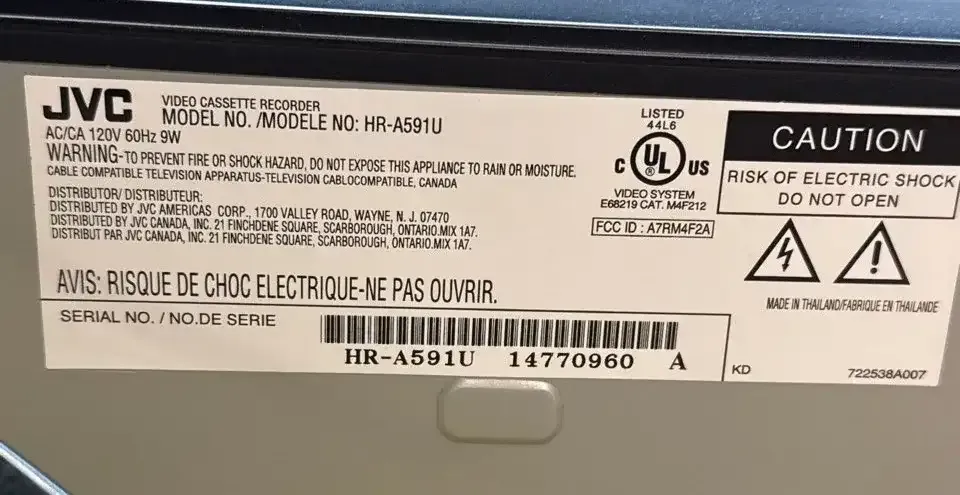 JVC
VIDEO CASSETTE RECORDER
MODEL NO. /MODELE NO: HR-A591U
AC/CA 120V 60Hz 9W
WARNING-TO PREVENT FIRE OR SHOCK HAZARD, DO NOT EXPOSE THIS APPLIANCE TO RAIN OR MOISTURE.
CABLE COMPATIBLE TELEVISION APPARATUS-TELEVISION CABLOCOMPATIBLE, CANADA
DISTRIBUTOR/ DISTRIBUTEUR:
DISTRIBUTED BY JVC AMERICAS CORP., 1700 VALLEY ROAD, WAYNE, N. J. 07470
DISTRIBUTED BY JVC CANADA, INC. 21 FINCHDENE SQUARE, SCARBOROUGH, ONTARIO.MIX 1A7.
DISTRIBUT PAR JVC CANADA, INC. 21 FINCHDENE SQUARE, SCARBOROUGH, ONTARIO.MIX 1A7.
AVIS: RISQUE DE CHOC ELECTRIQUE-NE PAS OUVRIR.
LISTED
44L6
C UL ® US
VIDEO SYSTEM
E68219 CAT. M4F212
FCC ID : A7RM4F2A
CAUTION
RISK OF ELECTRIC SHOCK
DO NOT OPEN
!
MADE IN THAILAND/FABRIQUE EN THAILANDE
SERIAL NO. / NO.DE SERIE
HR-A591U 14770960 A
KD
722538A007